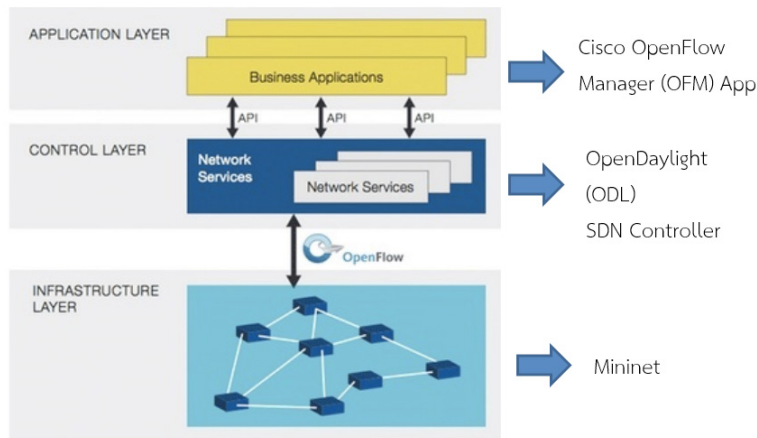 APPLICATION LAYER
Business Applications
API
API
API
CONTROL LAYER
Network
Services
Network Services
OpenFlow
INFRASTRUCTURE
LAYER
Cisco OpenFlow
Manager (OFM) App
OpenDaylight
(ODL)
SDN Controller
Mininet